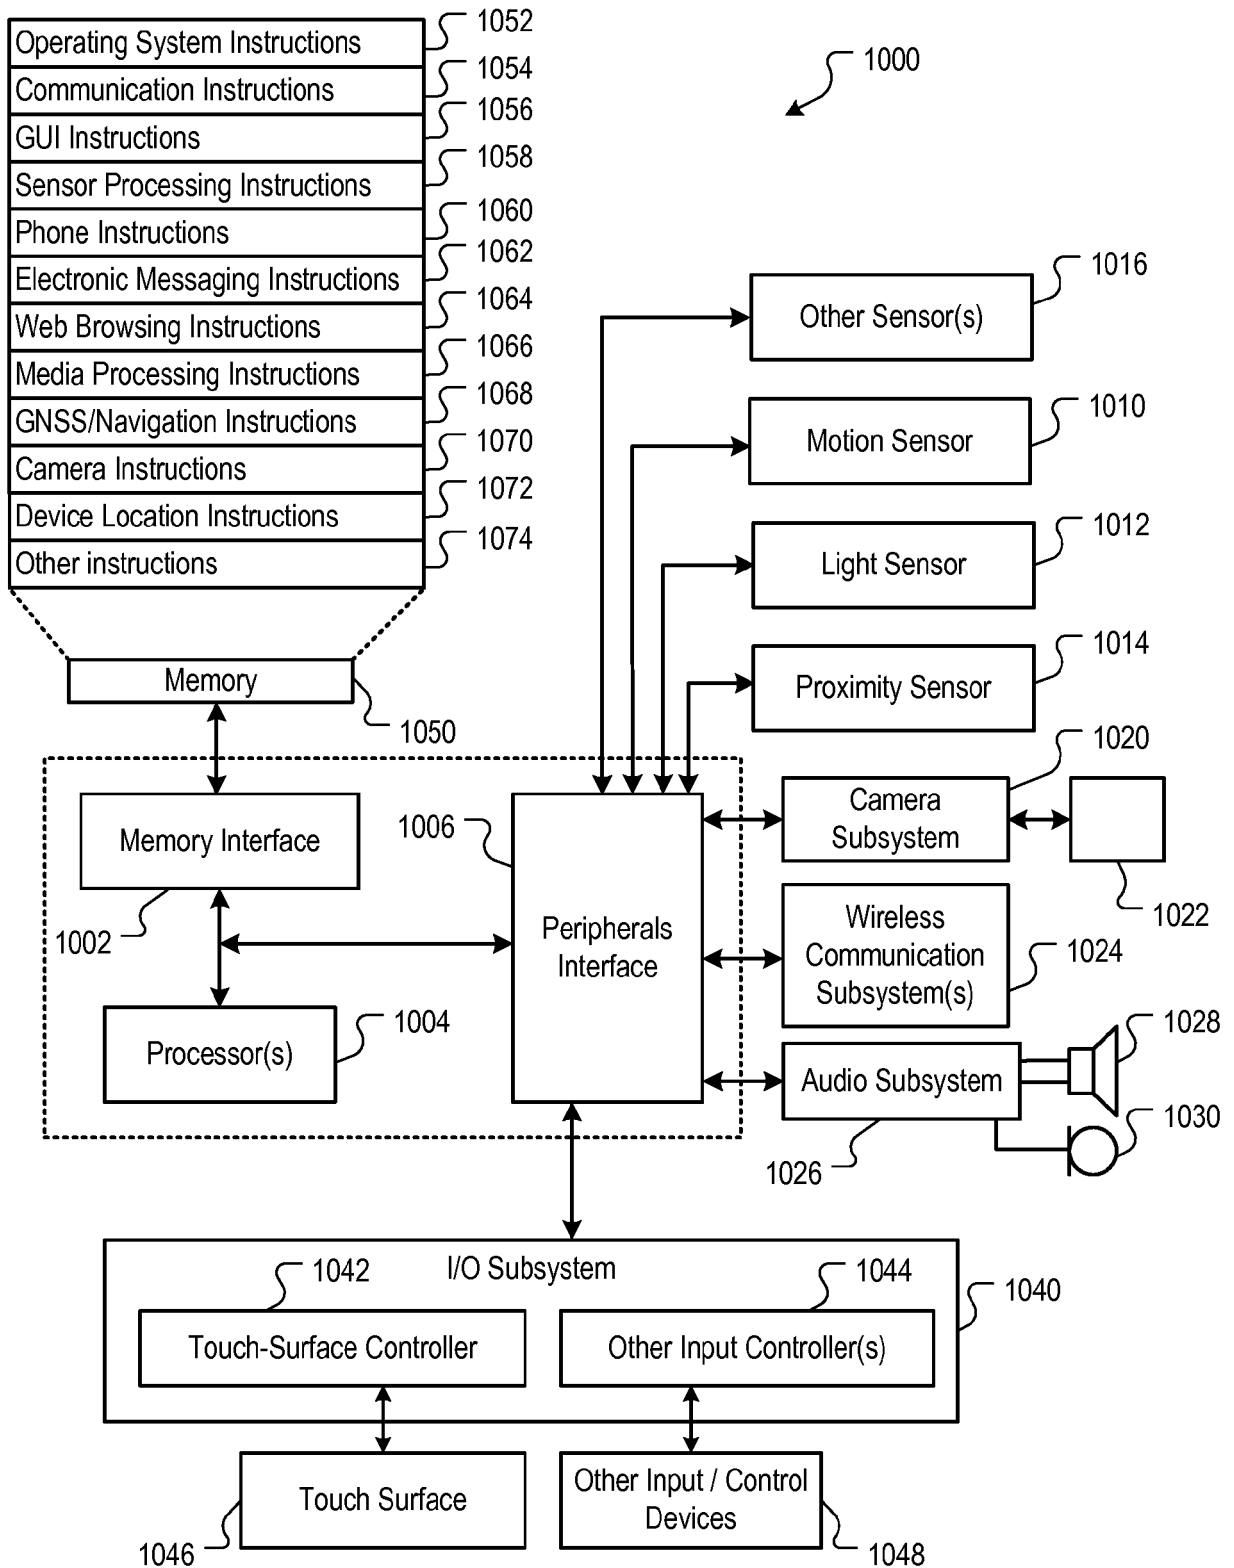 1052
Operating System Instructions
1054
Communication Instructions
1056
GUI Instructions
1058
Sensor Processing Instructions
1060
Phone Instructions
1062
Electronic Messaging Instructions
1064
Web Browsing Instructions
1066
Media Processing Instructions
1068
GNSS/Navigation Instructions
1070
Camera Instructions
1072
Device Location Instructions
1074
Other instructions
1000
Memory
1050
Other Sensor(s)
1016
Motion Sensor
1010
Light Sensor
1012
Proximity Sensor
1014
Memory Interface
1002
Processor(s)
1004
1006
Peripherals
Interface
1020
Camera
Subsystem
1022
Wireless
Communication
Subsystem(s)
1024
Audio Subsystem
1026
1028
1030
I/O Subsystem
1040
1042
Touch-Surface Controller
1044
Other Input Controller(s)
Touch Surface
1046
Other Input / Control
Devices
1048